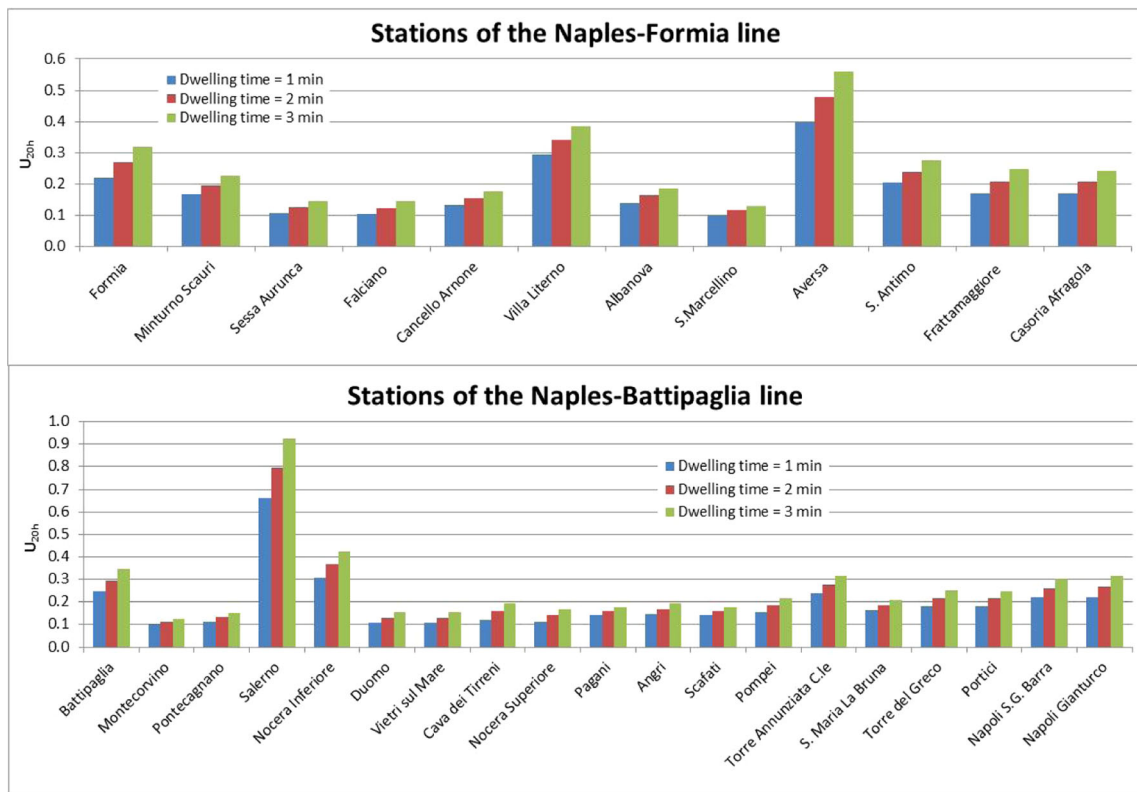 Stations of the Naples-Formia line
0.6
0.5
0.4
0.3
0.2
0.1
0.0
U20h
Dwelling time = 1 min
Dwelling time = 2 min
Dwelling time = 3 min
Formia
Minturno Scauri
Sessa Aurunca
Falciano
Cancello Arnone
Villa Literno
Albanova
S.Marcellino
Aversa
S. Antimo
Frattamaggiore
Casoria Afragola
Stations of the Naples-Battipaglia line
1.0
0.9
0.8
0.7
0.6
0.5
0.4
0.3
0.2
0.1
0.0
U20h
Dwelling time = 1 min
Dwelling time = 2 min
Dwelling time = 3 min
Battipaglia
Montecorvino
Pontecagnano
Salerno
Nocera Inferiore
Duomo
Vietri sul Mare
Cava dei Tirreni
Nocera Superiore
Pagani
Angri
Scafati
Pompei
Torre Annunziata C.le
S. Maria La Bruna
Torre del Greco
Portici
Napoli S.G. Barra
Napoli Gianturco